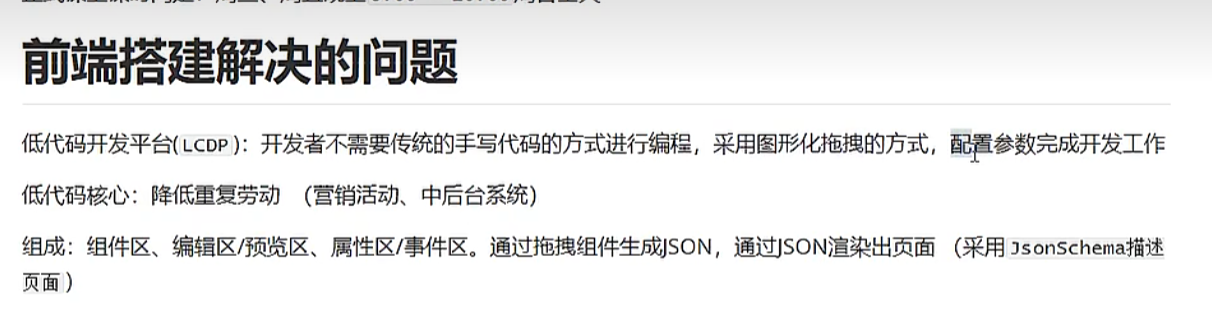 前端搭建解决的问题
低代码开发平台(LCDP)：开发者不需要传统的手写代码的方式进行编程，采用图形化拖拽的方式，配置参数完成开发工作
低代码核心：降低重复劳动 （营销活动、中后台系统）
组成：组件区、编辑区/预览区、属性区/事件区。通过拖拽组件生成JSON，通过JSON渲染出页面 （采用 JsonSchema描述
页面）